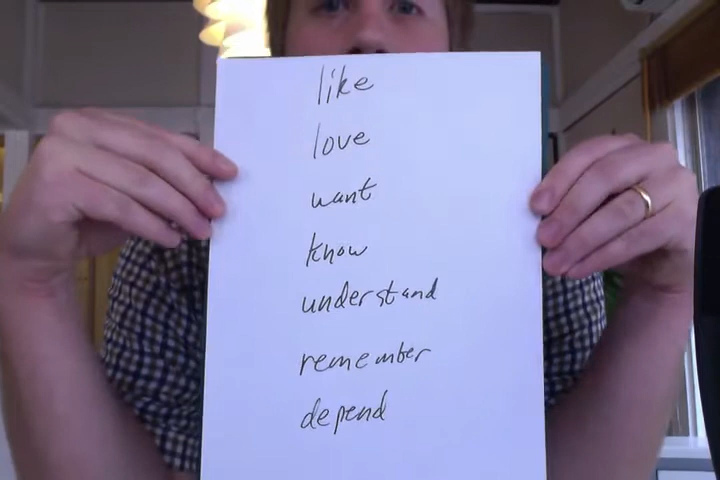 like
love
want
know
understand
remember
depend